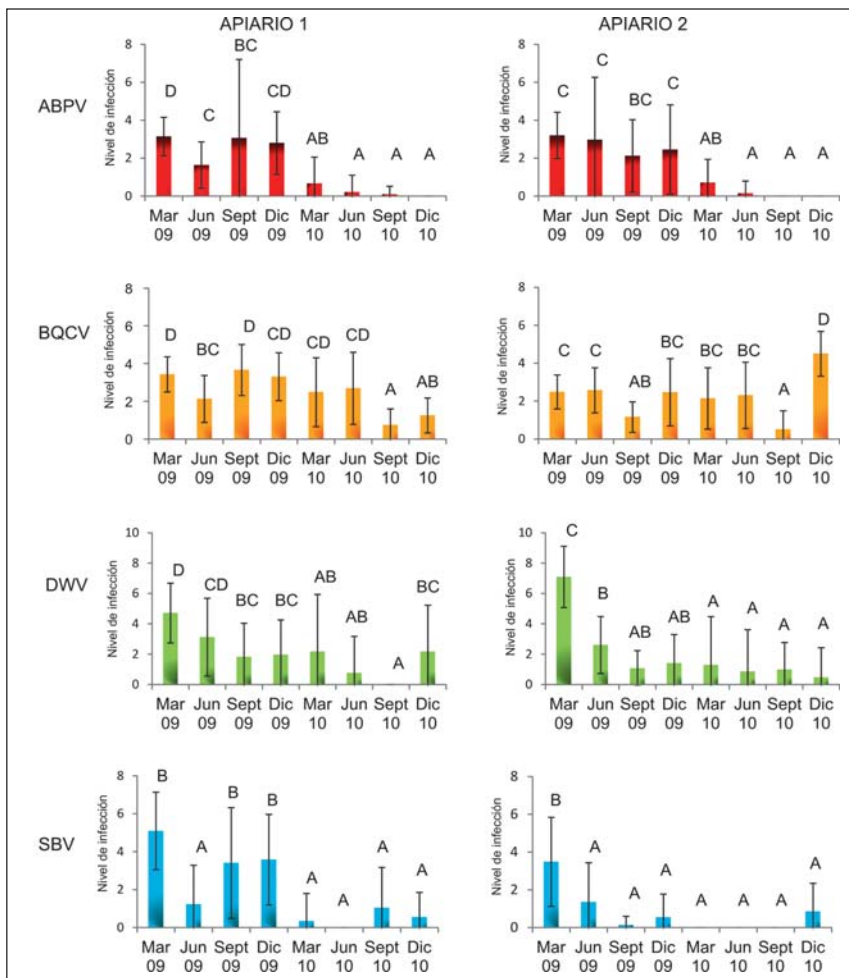 APIARIO 1 APIARIO 2
ABPV
Nivel de infección
8
6
4
2
0
D C BC CD AB A A A
Mar Jun Sept Dic Mar Jun Sept Dic
09 09 09 09 10 10 10 10
Nivel de infección
8
6
4
2
0
C C BC C AB A A A
Mar Jun Sept Dic Mar Jun Sept Dic
09 09 09 09 10 10 10 10
BQCV
Nivel de infección
8
6
4
2
0
D BC D CD CD CD A AB
Mar Jun Sept Dic Mar Jun Sept Dic
09 09 09 09 10 10 10 10
Nivel de infección
8
6
4
2
0
C C AB BC BC BC A D
Mar Jun Sept Dic Mar Jun Sept Dic
09 09 09 09 10 10 10 10
DWV
Nivel de infección
10
8
6
4
2
0
D CD BC BC AB AB A BC
Mar Jun Sept Dic Mar Jun Sept Dic
09 09 09 09 10 10 10 10
Nivel de infección
10
8
6
4
2
0
C B AB AB A A A A
Mar Jun Sept Dic Mar Jun Sept Dic
09 09 09 09 10 10 10 10
SBV
Nivel de infección
8
6
4
2
0
B A B B A A A A
Mar Jun Sept Dic Mar Jun Sept Dic
09 09 09 09 10 10 10 10
Nivel de infección
8
6
4
2
0
B A A A A A A A
Mar Jun Sept Dic Mar Jun Sept Dic
09 09 09 09 10 10 10 10